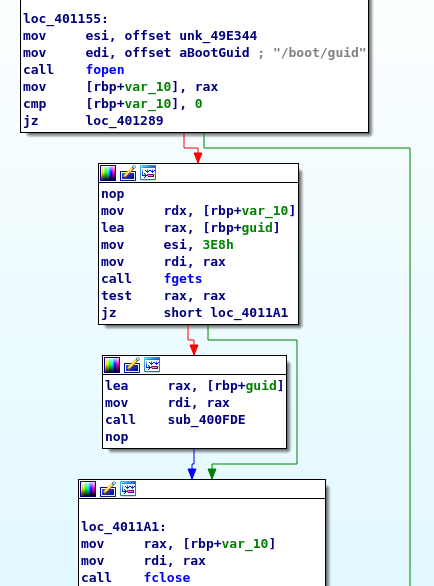 loc_401155:
mov esi, offset unk_49E344
mov edi, offset aBootGuid ; "/boot/guid"
call fopen
mov [rbp+var_10], rax
cmp [rbp+var_10], 0
jz loc_401289
nop
mov rdx, [rbp+var_10]
lea rax, [rbp+guid]
mov esi, 3E8h
mov rdi, rax
call fgets
test rax, rax
jz short loc_4011A1
lea rax, [rbp+guid]
mov rdi, rax
call sub_400FDE
nop
loc_4011A1:
mov rax, [rbp+var_10]
mov rdi, rax
call fclose